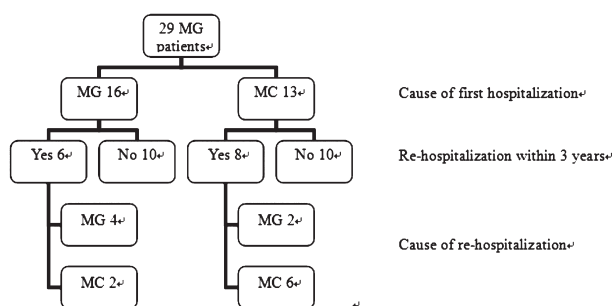 29 MG
patients↵
MG 16↵
MC 13↵
Cause of first hospitalization↵
Yes 6↵
No 10↵
Yes 8↵
No 10↵
Re-hospitalization within 3 years↵
MG 4↵
MG 2↵
Cause of re-hospitalization↵
MC 2↵
MC 6↵
↵